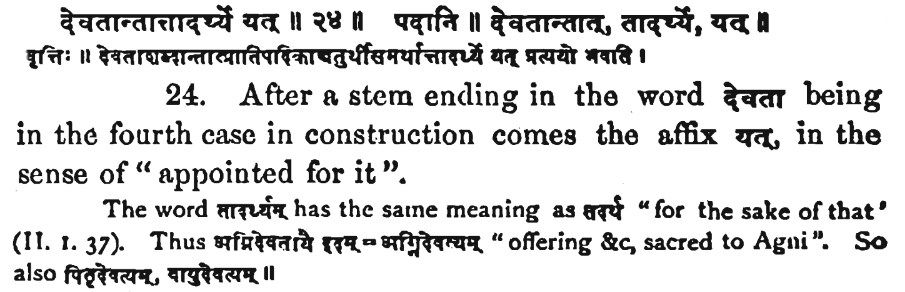 देवतान्तात्तादर्थ्ये यत् ॥ २४ ॥ पदानि ॥ देवतान्तात्, तादर्थ्ये, यत् ॥
वृत्तिः ॥ देवताशब्दान्तात्प्रातिपदिकाच्चतुर्थीसमर्थात्तादर्थ्ये यत् प्रत्ययो भवति ।
24. After a stem ending in the word देवता being
in the fourth case in construction comes the affix यत्, in the
sense of “appointed for it”.
The word तादर्थ्यम् has the same meaning as तदर्थ “for the sake of that’
(II. 1. 37). Thus अग्निदेवतायै इदम् = अग्निदेवत्यम् “offering &c, sacred to Agni”. So
also पितृदेवत्यम्, वायुदेवत्यम् ॥